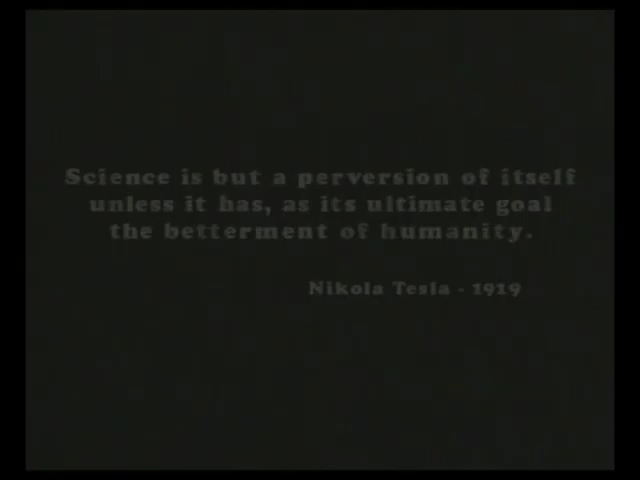 Science is but a perversion of itself
unless it has, as its ultimate goal
the betterment of humanity.
Nikola Tesla - 1919